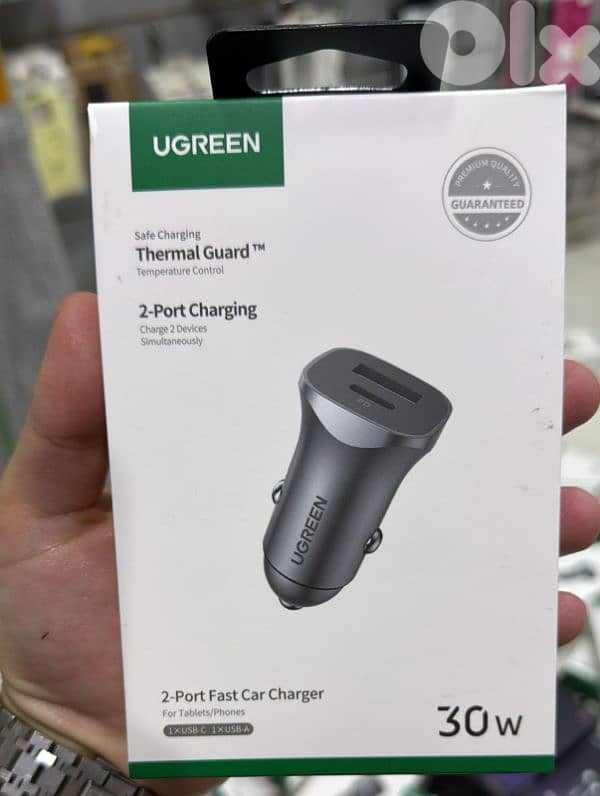 olx
UGREEN
PREMIUM QUALITY
GUARANTEED
Safe Charging
Thermal Guard™
Temperature Control
2-Port Charging
Charge 2 Devices
Simultaneously
PD
UGREEN
2-Port Fast Car Charger
For Tablets/Phones
1×USB-C 1×USB-A
30W